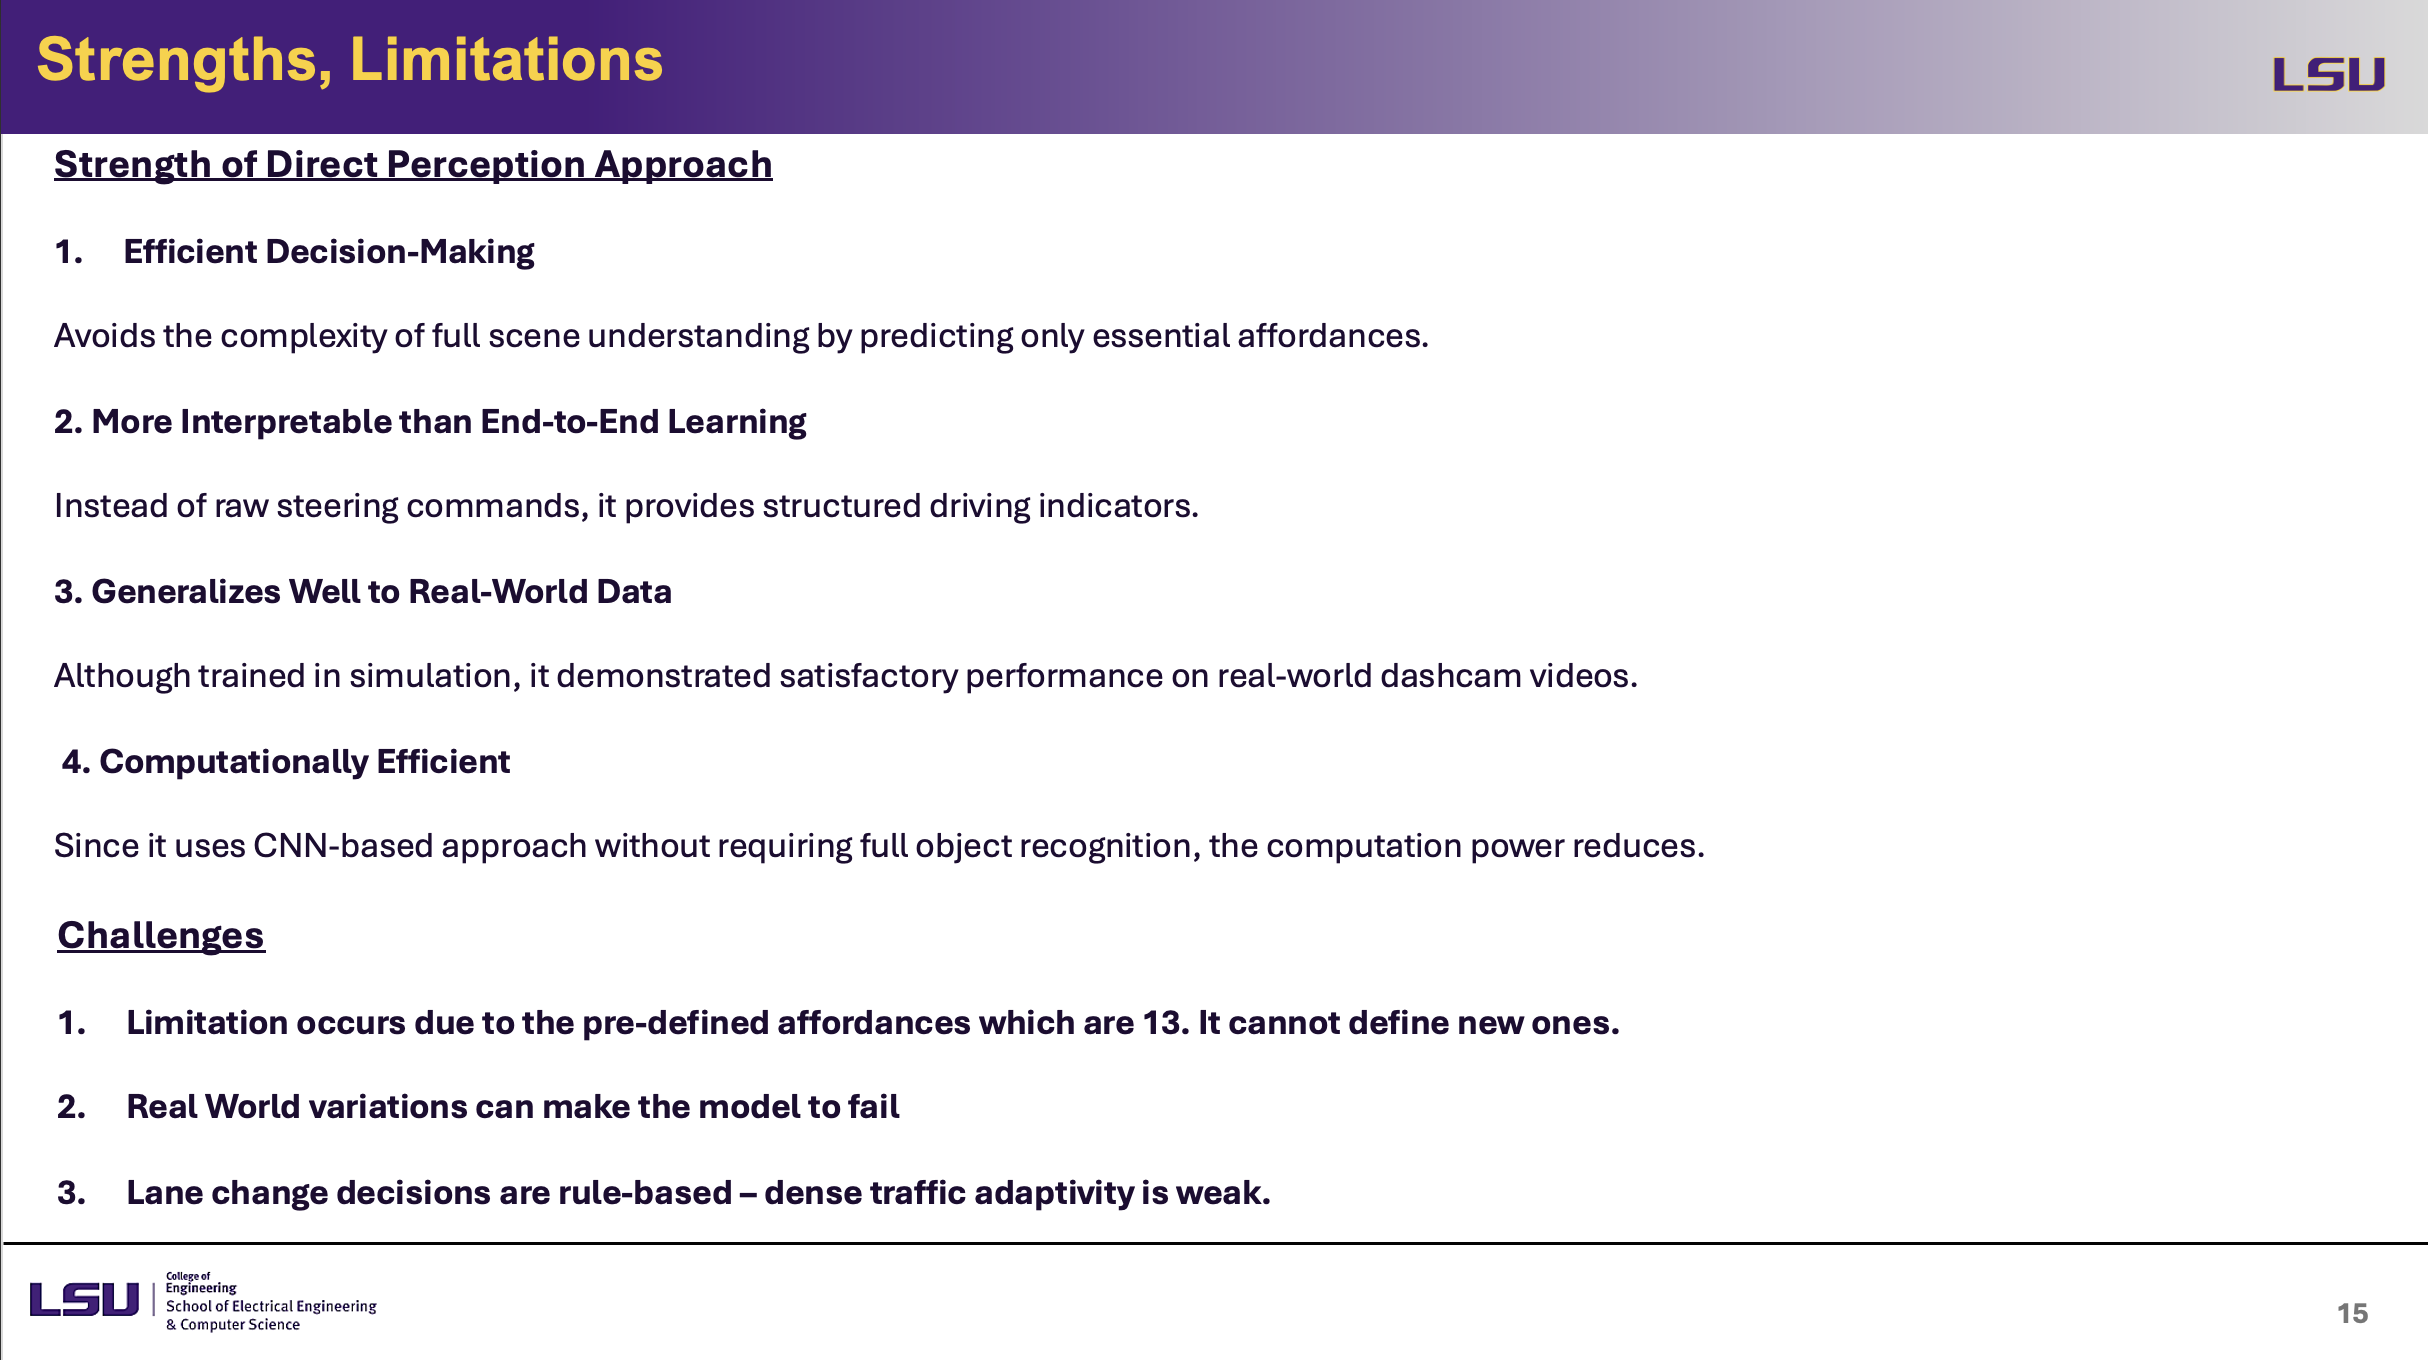 Strengths, Limitations
LSU
Strength of Direct Perception Approach
1. Efficient Decision-Making
Avoids the complexity of full scene understanding by predicting only essential affordances.
2. More Interpretable than End-to-End Learning
Instead of raw steering commands, it provides structured driving indicators.
3. Generalizes Well to Real-World Data
Although trained in simulation, it demonstrated satisfactory performance on real-world dashcam videos.
4. Computationally Efficient
Since it uses CNN-based approach without requiring full object recognition, the computation power reduces.
Challenges
1. Limitation occurs due to the pre-defined affordances which are 13. It cannot define new ones.
2. Real World variations can make the model to fail
3. Lane change decisions are rule-based – dense traffic adaptivity is weak.
LSU
College of
Engineering
School of Electrical Engineering
& Computer Science
15